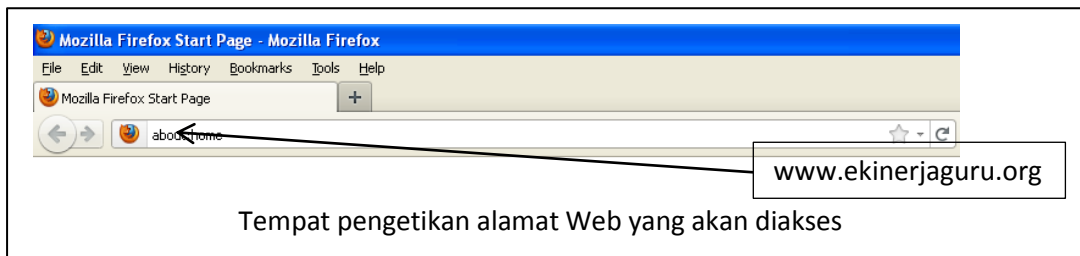 Mozilla Firefox Start Page - Mozilla Firefox
File Edit View History Bookmarks Tools Help
Mozilla Firefox Start Page +
about:home
www.ekinerjaguru.org
Tempat pengetikan alamat Web yang akan diakses